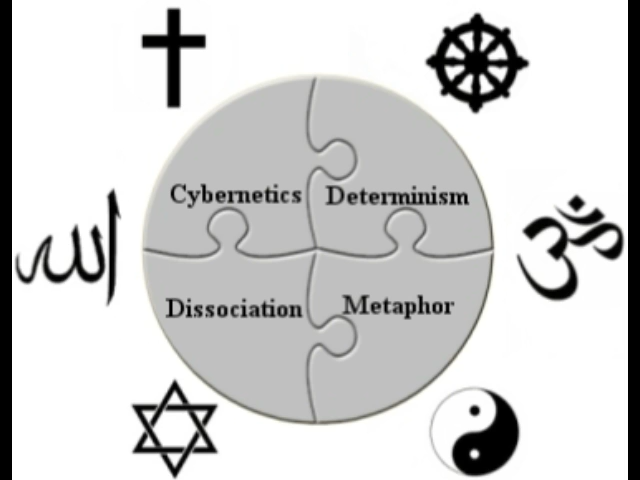 Cybernetics
Determinism
الله
ॐ
Dissociation
Metaphor